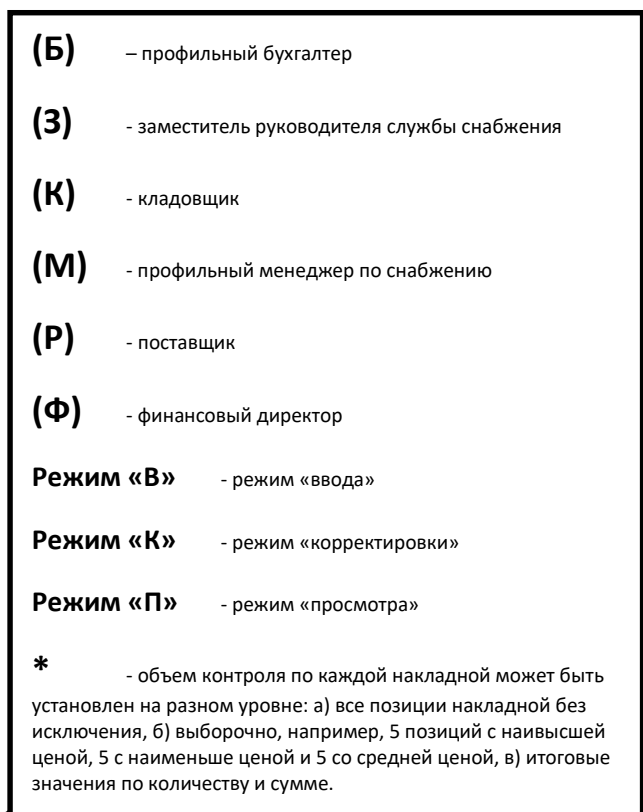 (Б) – профильный бухгалтер
(З) - заместитель руководителя службы снабжения
(К) - кладовщик
(М) - профильный менеджер по снабжению
(Р) - поставщик
(Ф) - финансовый директор
Режим «В» - режим «ввода»
Режим «К» - режим «корректировки»
Режим «П» - режим «просмотра»
* - объем контроля по каждой накладной может быть
установлен на разном уровне: а) все позиции накладной без
исключения, б) выборочно, например, 5 позиций с наивысшей
ценой, 5 с наименьше ценой и 5 со средней ценой, в) итоговые
значения по количеству и сумме.